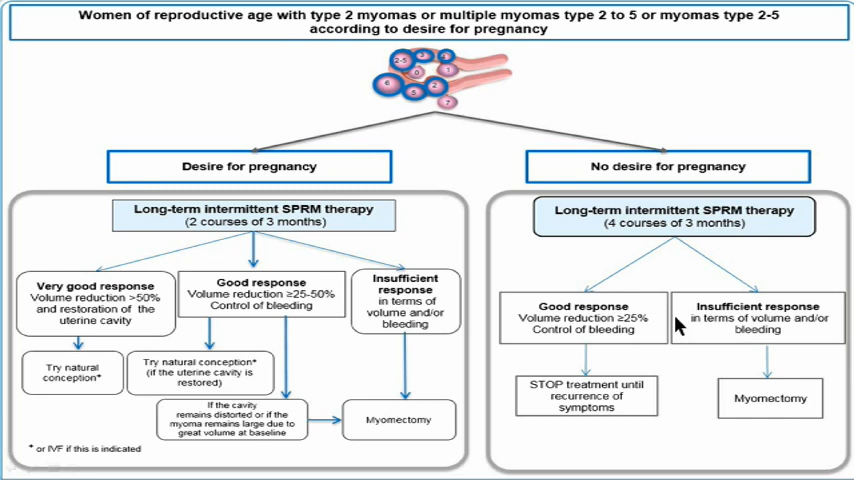 Women of reproductive age with type 2 myomas or multiple myomas type 2 to 5 or myomas type 2-5
according to desire for pregnancy
2-5
3
4
0
1
6
5
2
7
Desire for pregnancy
No desire for pregnancy
Long-term intermittent SPRM therapy
(2 courses of 3 months)
Very good response
Volume reduction >50%
and restoration of the
uterine cavity
Good response
Volume reduction ≥25-50%
Control of bleeding
Insufficient
response
in terms of
volume and/or
bleeding
Try natural
conception*
Try natural conception*
(if the uterine cavity is
restored)
If the cavity
remains distorted or if the
myoma remains large due to
great volume at baseline
Myomectomy
* or IVF if this is indicated
Long-term intermittent SPRM therapy
(4 courses of 3 months)
Good response
Volume reduction ≥25%
Control of bleeding
Insufficient response
in terms of volume and/or
bleeding
STOP treatment until
recurrence of
symptoms
Myomectomy